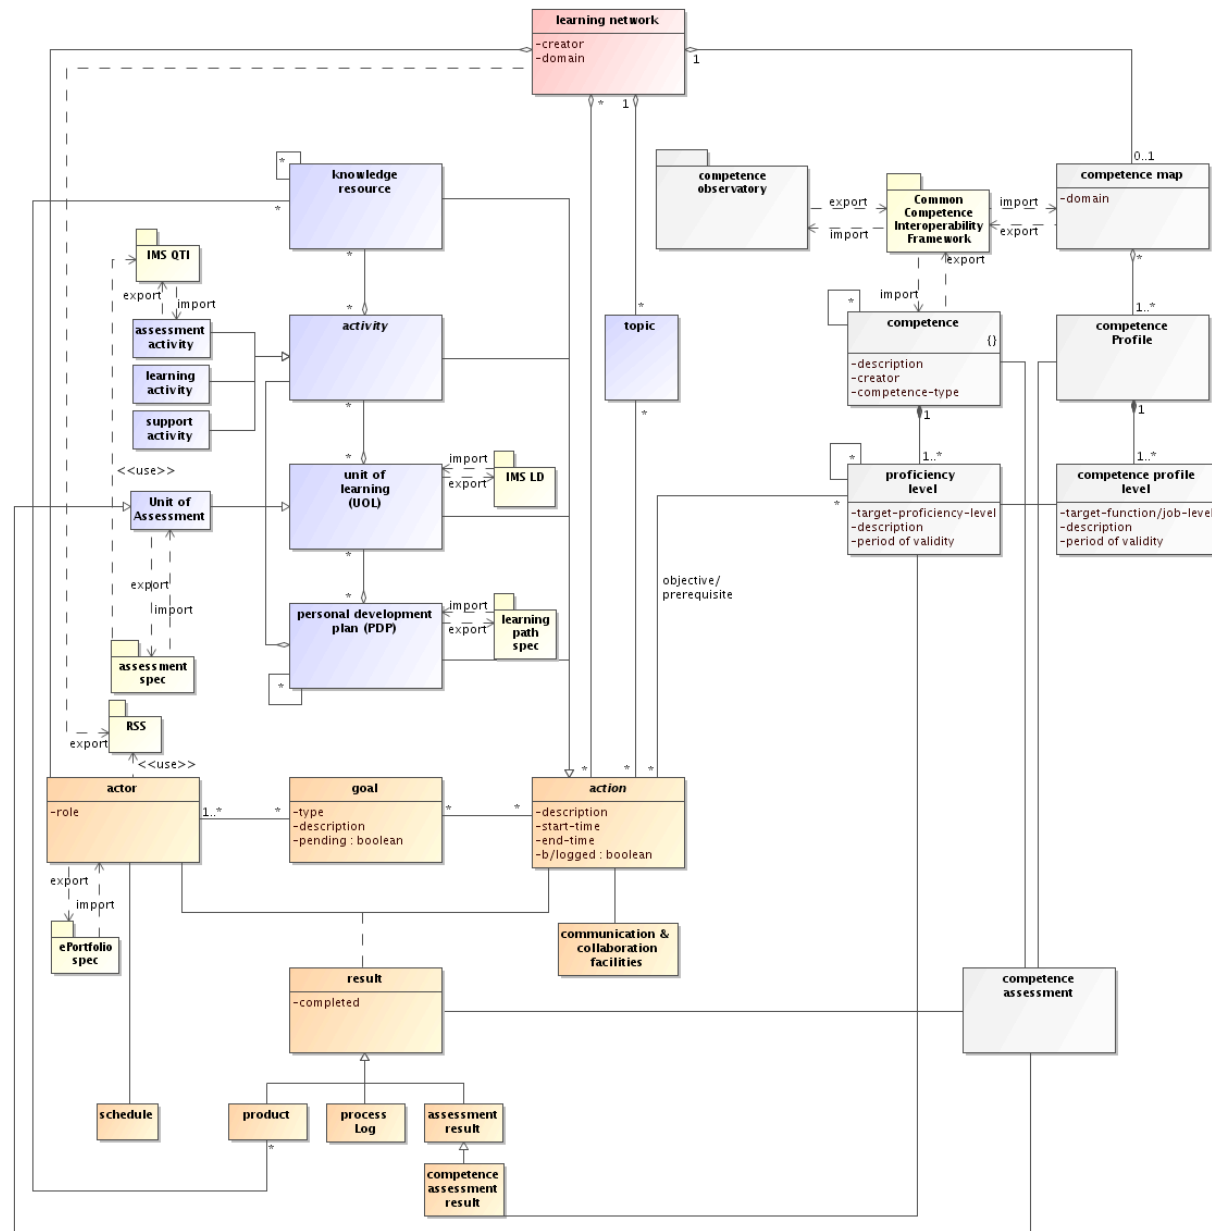 learning network
-creator
-domain
*
1
1
0..1
knowledge
resource
*
*
*
competence
observatory
export
import
Common
Competence
Interoperability
Framework
import
export
competence map
-domain
*
1..*
import
export
IMS QTI
export
import
assessment
activity
learning
activity
support
activity
*
activity
*
*
topic
*
*
competence
{}
-description
-creator
-competence-type
1
1..*
competence
Profile
1
1..*
<<use>>
Unit of
Assessment
export
import
assessment
spec
*
unit of
learning
(UOL)
*
import
export
IMS LD
*
proficiency
level
-target-proficiency-level
-description
-period of validity
*
competence profile
level
-target-function/job-level
-description
-period of validity
objective/
prerequisite
*
personal development
plan (PDP)
*
import
export
learning
path
spec
RSS
export
<<use>>
actor
-role
1..*
*
goal
-type
-description
-pending : boolean
*
*
*
*
*
action
-description
-start-time
-end-time
-b/logged : boolean
export
import
ePortfolio
spec
communication &
collaboration
facilities
result
-completed
competence
assessment
schedule
product
*
process
Log
assessment
result
competence
assessment
result